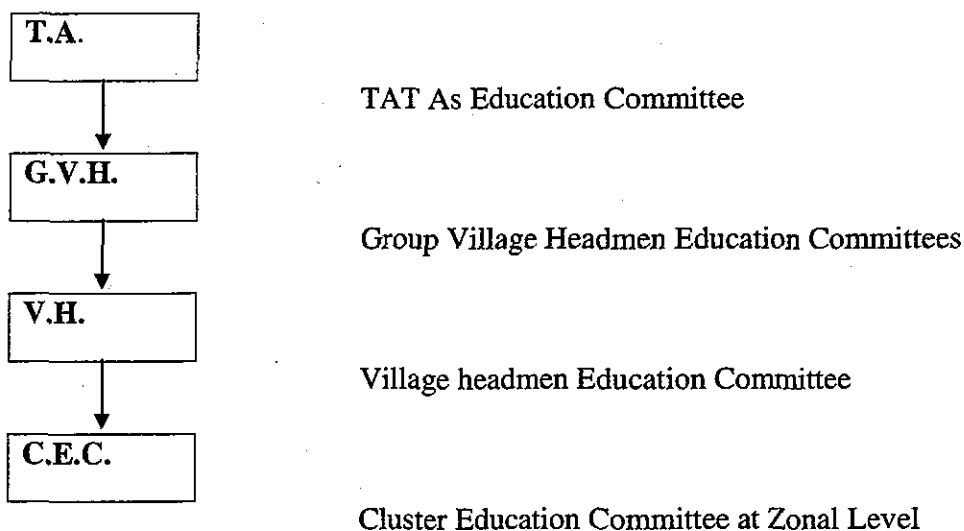 T.A.
TAT As Education Committee
G.V.H.
Group Village Headmen Education Committees
V.H.
Village headmen Education Committee
C.E.C.
Cluster Education Committee at Zonal Level